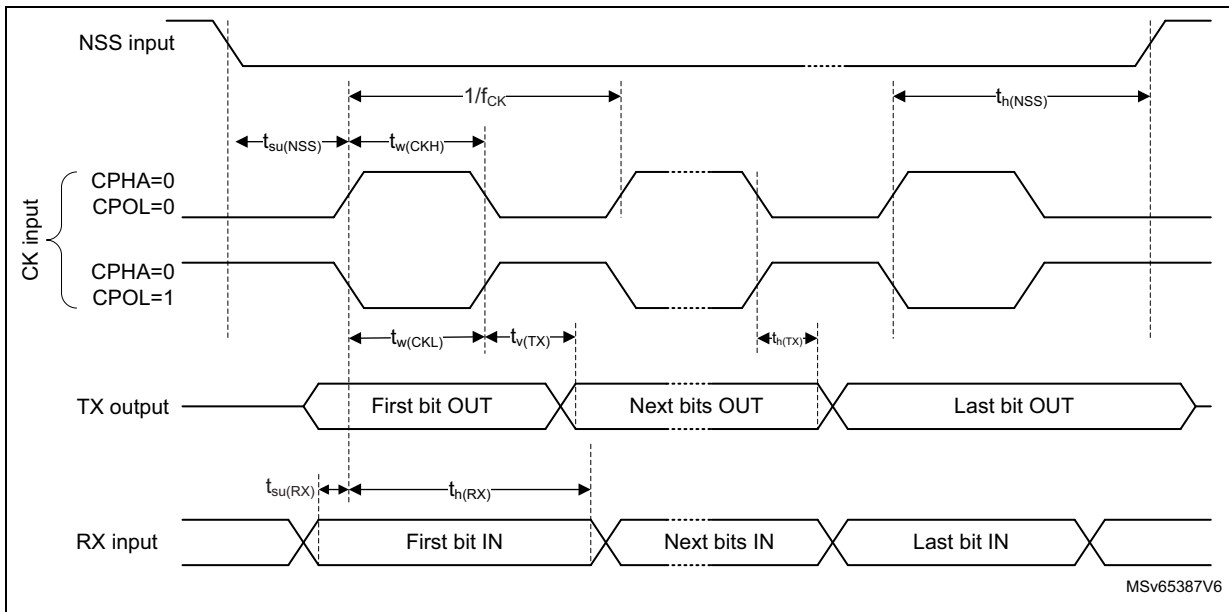 NSS input
1/fCK
th(NSS)
tsu(NSS)
tw(CKH)
CK input
CPHA=0
CPOL=0
CPHA=0
CPOL=1
tw(CKL)
tv(TX)
th(TX)
TX output
First bit OUT
Next bits OUT
Last bit OUT
tsu(RX)
th(RX)
RX input
First bit IN
Next bits IN
Last bit IN
MSv65387V6